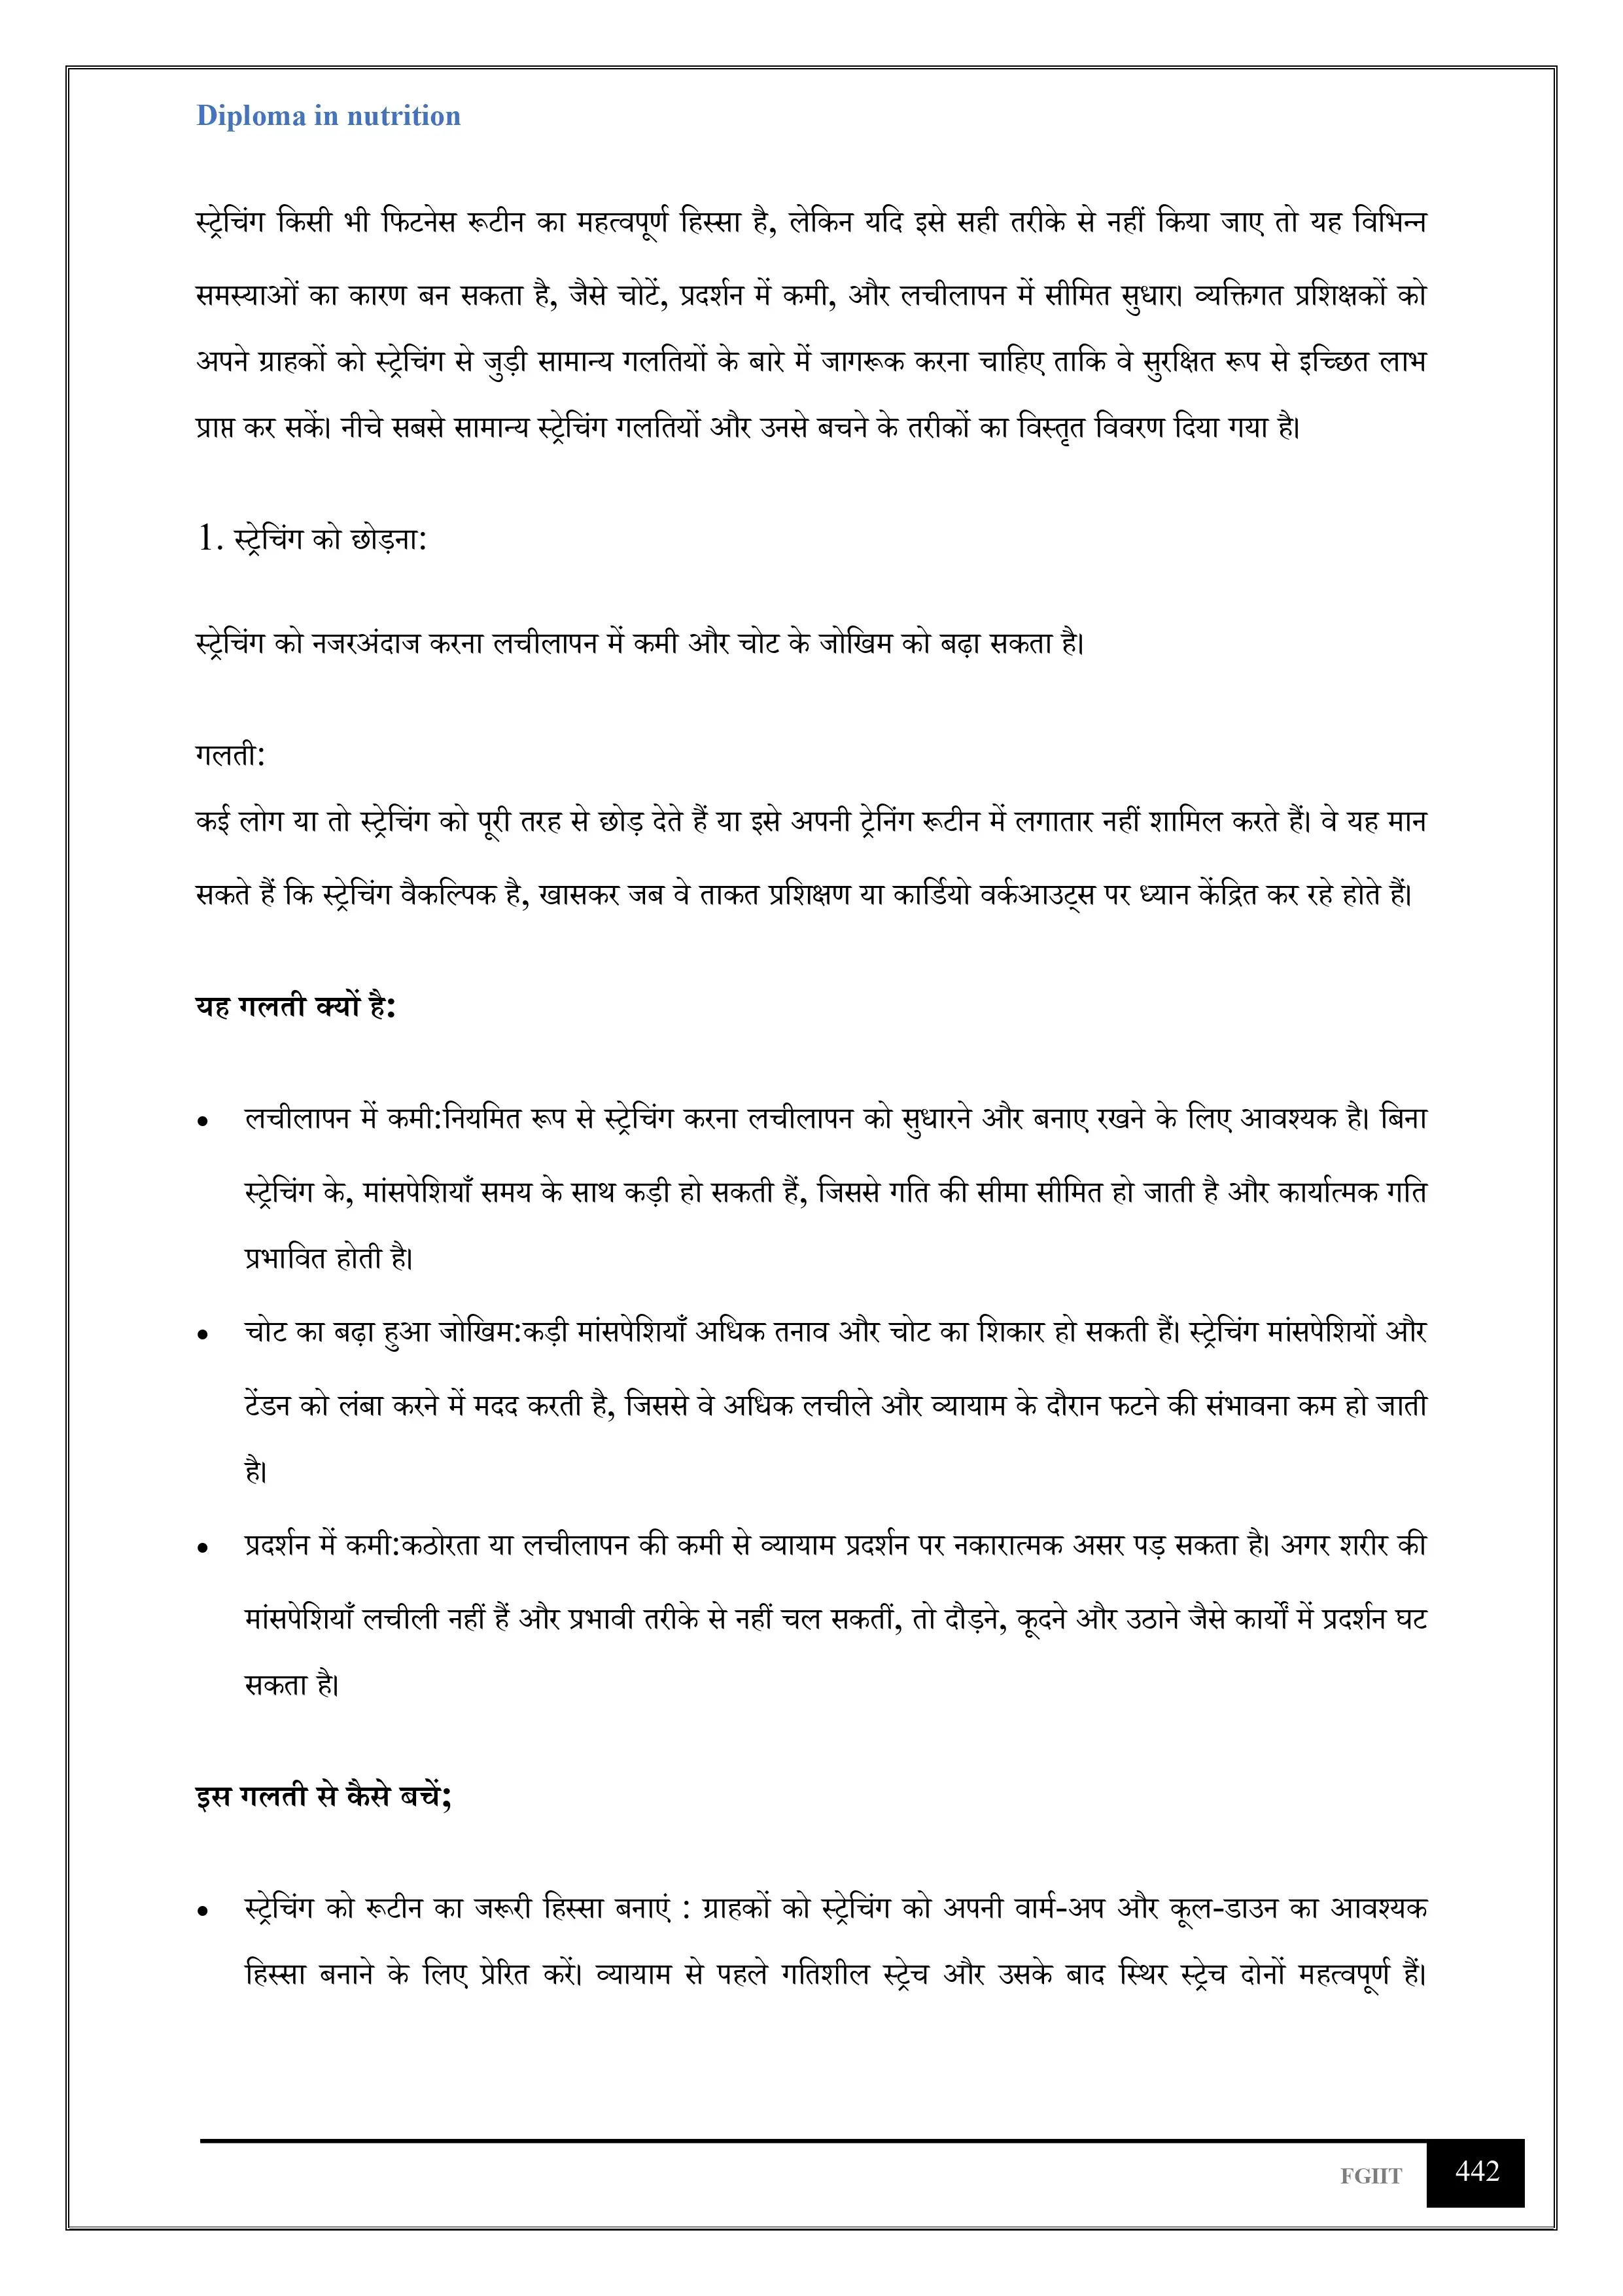 Diploma in nutrition
स्ट्रेचिंग किसी भी फिटनेस रूटीन का महत्वपूर्ण हिस्सा है, लेकिन यदि इसे सही तरीके से नहीं किया जाए तो यह विभिन्न
समस्याओं का कारण बन सकता है, जैसे चोटें, प्रदर्शन में कमी, और लचीलापन में सीमित सुधार। व्यक्तिगत प्रशिक्षकों को
अपने ग्राहकों को स्ट्रेचिंग से जुड़ी सामान्य गलतियों के बारे में जागरूक करना चाहिए ताकि वे सुरक्षित रूप से इच्छित लाभ
प्राप्त कर सकें। नीचे सबसे सामान्य स्ट्रेचिंग गलतियों और उनसे बचने के तरीकों का विस्तृत विवरण दिया गया है।
1. स्ट्रेचिंग को छोड़ना:
स्ट्रेचिंग को नजरअंदाज करना लचीलापन में कमी और चोट के जोखिम को बढ़ा सकता है।
गलती:
कई लोग या तो स्ट्रेचिंग को पूरी तरह से छोड़ देते हैं या इसे अपनी ट्रेनिंग रूटीन में लगातार नहीं शामिल करते हैं। वे यह मान
सकते हैं कि स्ट्रेचिंग वैकल्पिक है, खासकर जब वे ताकत प्रशिक्षण या कार्डियो वर्कआउट्स पर ध्यान केंद्रित कर रहे होते हैं।
यह गलती क्यों है:
• लचीलापन में कमी:नियमित रूप से स्ट्रेचिंग करना लचीलापन को सुधारने और बनाए रखने के लिए आवश्यक है। बिना
स्ट्रेचिंग के, मांसपेशियाँ समय के साथ कड़ी हो सकती हैं, जिससे गति की सीमा सीमित हो जाती है और कार्यात्मक गति
प्रभावित होती है।
• चोट का बढ़ा हुआ जोखिम:कड़ी मांसपेशियाँ अधिक तनाव और चोट का शिकार हो सकती हैं। स्ट्रेचिंग मांसपेशियों और
टेंडन को लंबा करने में मदद करती है, जिससे वे अधिक लचीले और व्यायाम के दौरान फटने की संभावना कम हो जाती
है।
• प्रदर्शन में कमी:कठोरता या लचीलापन की कमी से व्यायाम प्रदर्शन पर नकारात्मक असर पड़ सकता है। अगर शरीर की
मांसपेशियाँ लचीली नहीं हैं और प्रभावी तरीके से नहीं चल सकतीं, तो दौड़ने, कूदने और उठाने जैसे कार्यों में प्रदर्शन घट
सकता है।
इस गलती से कैसे बचें;
• स्ट्रेचिंग को रूटीन का जरूरी हिस्सा बनाएं : ग्राहकों को स्ट्रेचिंग को अपनी वार्म-अप और कूल-डाउन का आवश्यक
हिस्सा बनाने के लिए प्रेरित करें। व्यायाम से पहले गतिशील स्ट्रेच और उसके बाद स्थिर स्ट्रेच दोनों महत्वपूर्ण हैं।
FGIIT 442